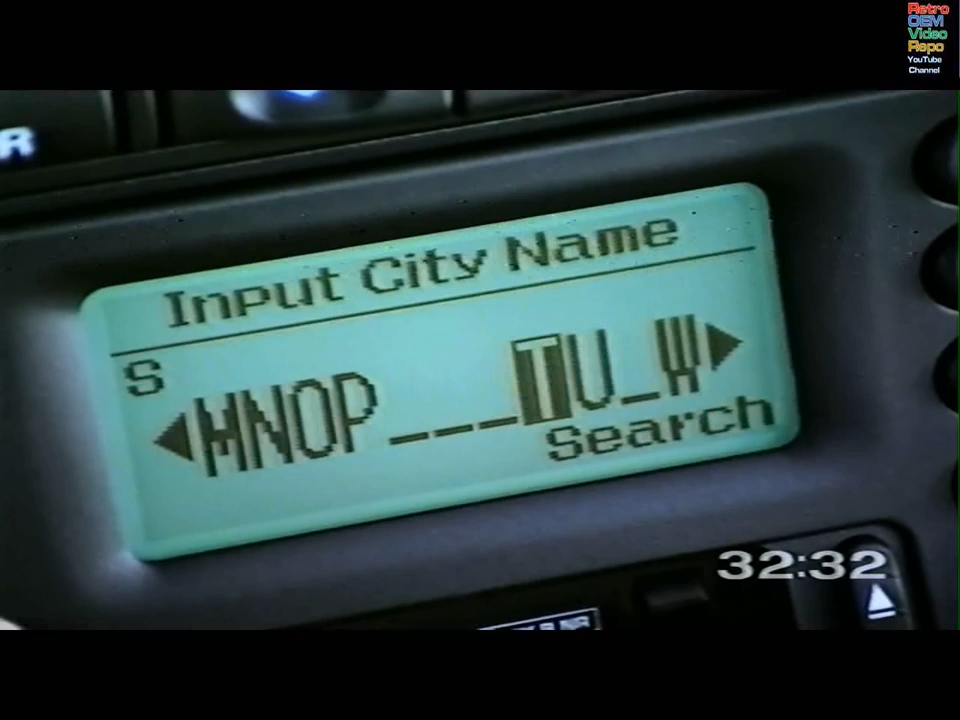 Retro
OEM
Video
Repo
YouTube
Channel
R
Input City Name
S
◀MNOP___TU_W▶
Search
32:32